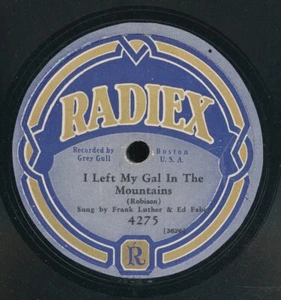 RADIEX
Recorded by Boston
Grey Gull U.S.A.
I Left My Gal In The
Mountains
(Robison)
Sung by Frank Luther & Ed Fabe
4275
R